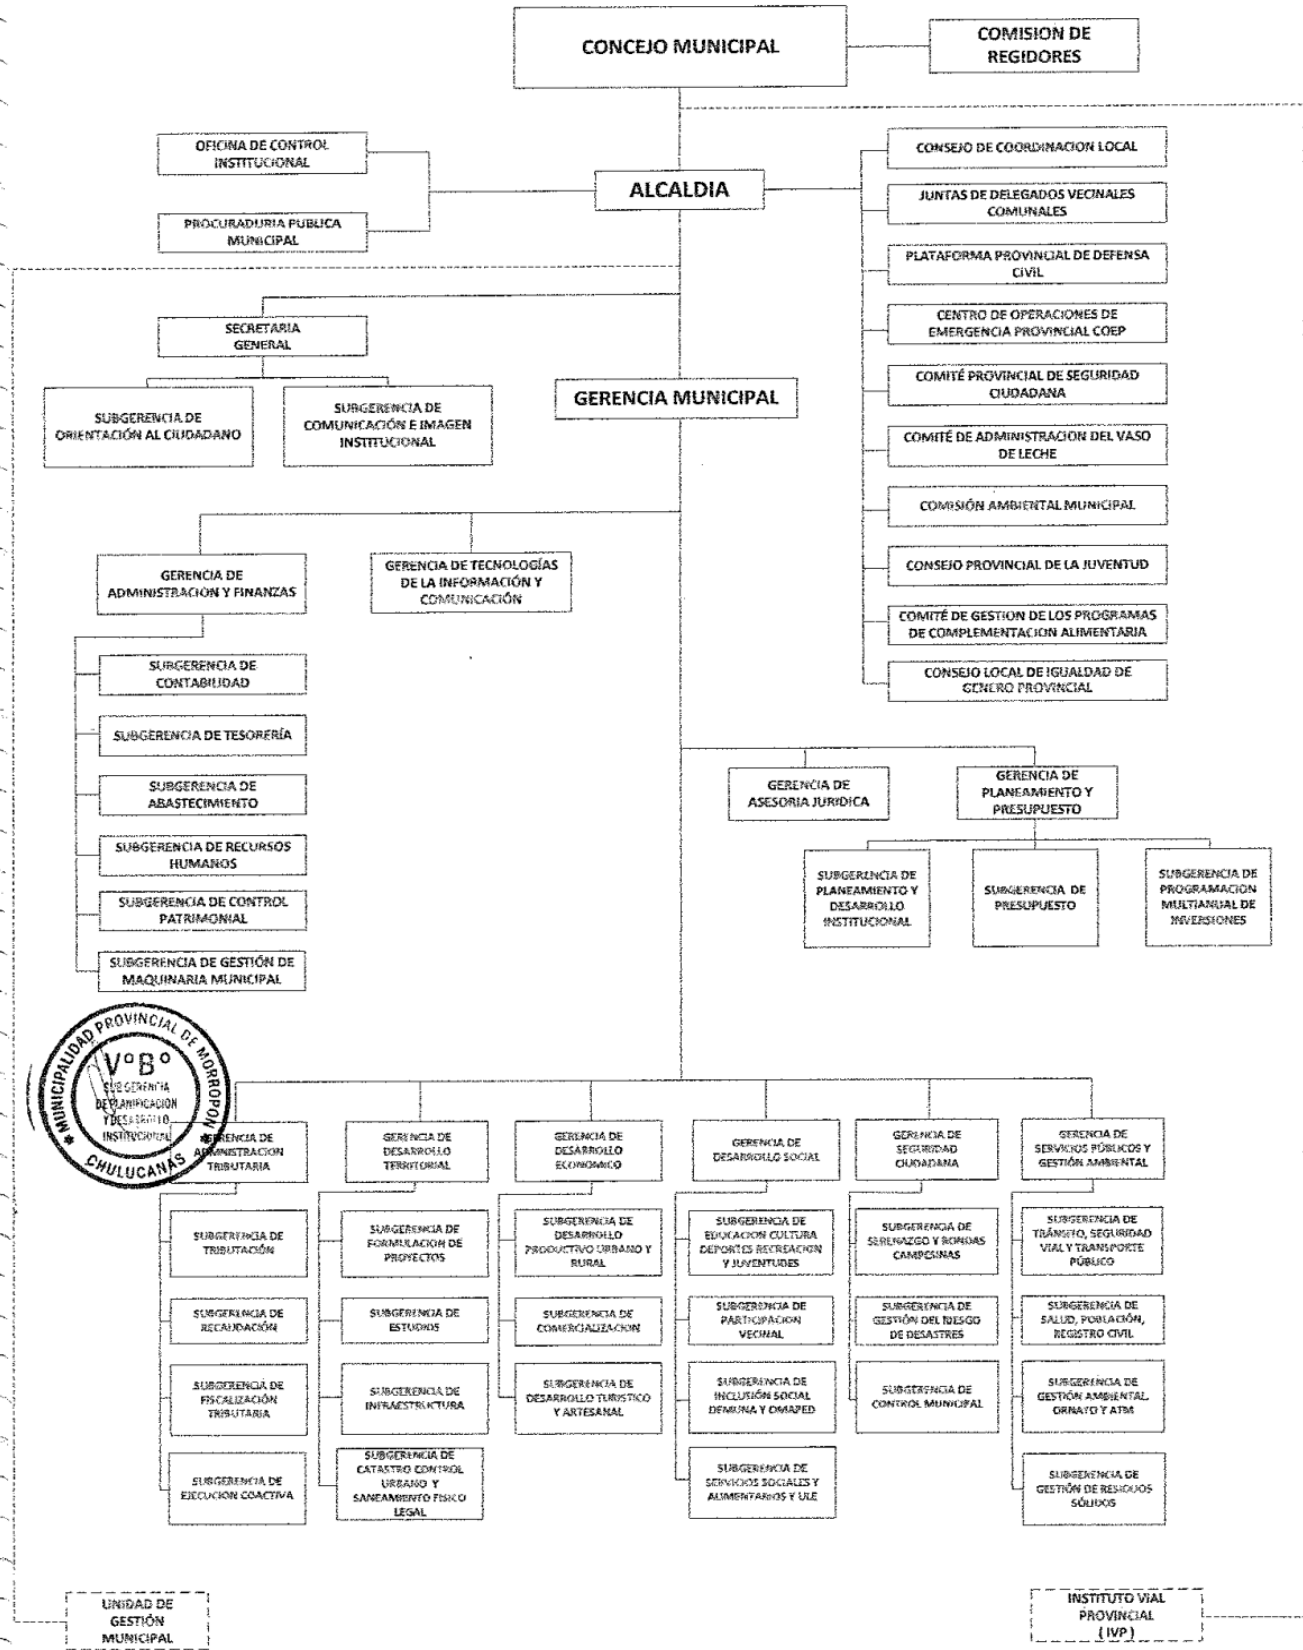 CONCEJO MUNICIPAL
COMISION DE
REGIDORES
OFICINA DE CONTROL
INSTITUCIONAL
PROCURADURIA PUBLICA
MUNICIPAL
ALCALDIA
CONSEJO DE COORDINACION LOCAL
JUNTAS DE DELEGADOS VECINALES
COMUNALES
PLATAFORMA PROVINCIAL DE DEFENSA
CIVIL
CENTRO DE OPERACIONES DE
EMERGENCIA PROVINCIAL COEP
COMITÉ PROVINCIAL DE SEGURIDAD
CIUDADANA
COMITÉ DE ADMINISTRACION DEL VASO
DE LECHE
COMISIÓN AMBIENTAL MUNICIPAL
CONSEJO PROVINCIAL DE LA JUVENTUD
COMITÉ DE GESTION DE LOS PROGRAMAS
DE COMPLEMENTACION ALIMENTARIA
CONSEJO LOCAL DE IGUALDAD DE
GENERO PROVINCIAL
SECRETARIA
GENERAL
SUBGERENCIA DE
ORIENTACIÓN AL CIUDADANO
SUBGERENCIA DE
COMUNICACIÓN E IMAGEN
INSTITUCIONAL
GERENCIA MUNICIPAL
GERENCIA DE
ADMINISTRACION Y FINANZAS
GERENCIA DE TECNOLOGÍAS
DE LA INFORMACIÓN Y
COMUNICACIÓN
SUBGERENCIA DE
CONTABILIDAD
SUBGERENCIA DE TESORERÍA
SUBGERENCIA DE
ABASTECIMIENTO
SUBGERENCIA DE RECURSOS
HUMANOS
SUBGERENCIA DE CONTROL
PATRIMONIAL
SUBGERENCIA DE GESTIÓN DE
MAQUINARIA MUNICIPAL
GERENCIA DE
ASESORIA JURIDICA
GERENCIA DE
PLANEAMIENTO Y
PRESUPUESTO
SUBGERENCIA DE
PLANEAMIENTO Y
DESARROLLO
INSTITUCIONAL
SUBGERENCIA DE
PRESUPUESTO
SUBGERENCIA DE
PROGRAMACION
MULTIANUAL DE
INVERSIONES
MUNICIPALIDAD PROVINCIAL DE MORROPON
V°B°
SUBGERENCIA
DE PLANIFICACION
Y DESARROLLO
INSTITUCIONAL
CHULUCANAS
GERENCIA DE
ADMINISTRACION
TRIBUTARIA
SUBGERENCIA DE
TRIBUTACIÓN
SUBGERENCIA DE
RECAUDACIÓN
SUBGERENCIA DE
FISCALIZACIÓN
TRIBUTARIA
SUBGERENCIA DE
EJECUCION COACTIVA
GERENCIA DE
DESARROLLO
TERRITORIAL
SUBGERENCIA DE
FORMULACION DE
PROYECTOS
SUBGERENCIA DE
ESTUDIOS
SUBGERENCIA DE
INFRAESTRUCTURA
SUBGERENCIA DE
CATASTRO CONTROL
URBANO Y
SANEAMIENTO FISICO
LEGAL
GERENCIA DE
DESARROLLO
ECONOMICO
SUBGERENCIA DE
DESARROLLO
PRODUCTIVO URBANO Y
RURAL
SUBGERENCIA DE
COMERCIALIZACION
SUBGERENCIA DE
DESARROLLO TURISTICO
Y ARTESANAL
GERENCIA DE
DESARROLLO SOCIAL
SUBGERENCIA DE
EDUCACION CULTURA
DEPORTES RECREACION
Y JUVENTUDES
SUBGERENCIA DE
PARTICIPACION
VECINAL
SUBGERENCIA DE
INCLUSIÓN SOCIAL
DEMUNA Y OMAPED
SUBGERENCIA DE
SERVICIOS SOCIALES Y
ALIMENTARIOS Y ULE
GERENCIA DE
SEGURIDAD
CIUDADANA
SUBGERENCIA DE
SERENAZGO Y RONDAS
CAMPESINAS
SUBGERENCIA DE
GESTIÓN DEL RIESGO
DE DESASTRES
SUBGERENCIA DE
CONTROL MUNICIPAL
GERENCIA DE
SERVICIOS PÚBLICOS Y
GESTIÓN AMBIENTAL
SUBGERENCIA DE
TRÁNSITO, SEGURIDAD
VIAL Y TRANSPORTE
PÚBLICO
SUBGERENCIA DE
SALUD, POBLACIÓN,
REGISTRO CIVIL
SUBGERENCIA DE
GESTIÓN AMBIENTAL,
ORNATO Y ATM
SUBGERENCIA DE
GESTIÓN DE RESIDUOS
SÓLIDOS
UNIDAD DE
GESTIÓN
MUNICIPAL
INSTITUTO VIAL
PROVINCIAL
( IVP )